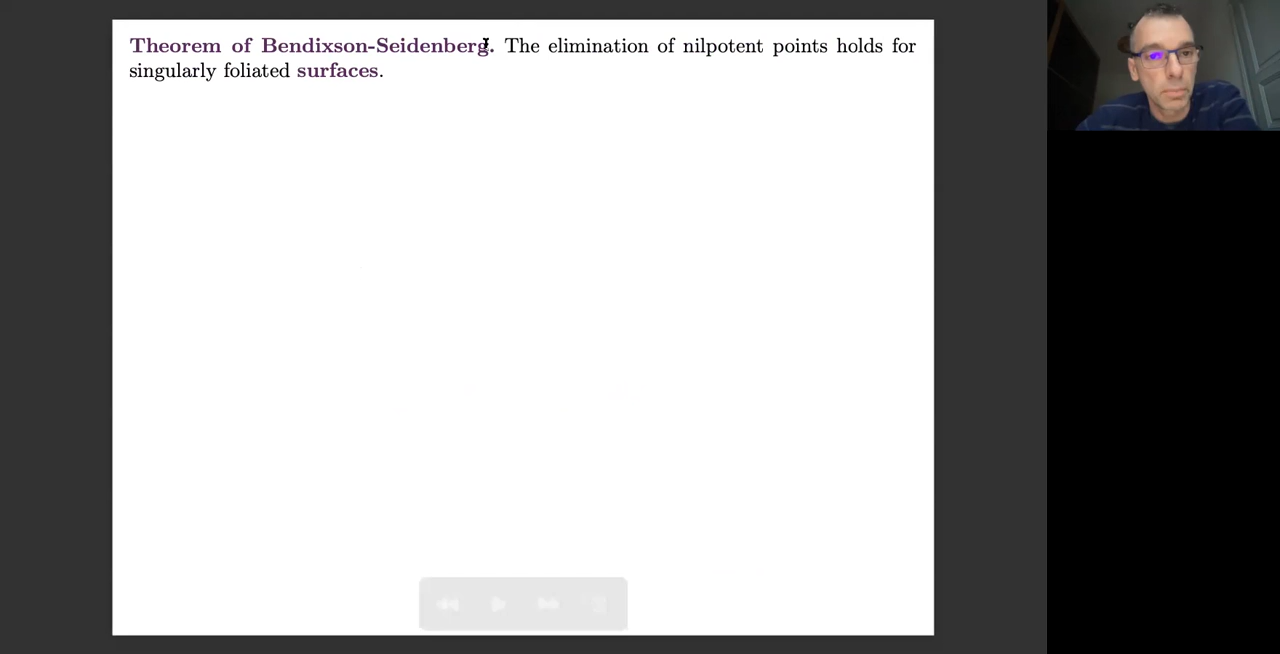 Theorem of Bendixson-Seidenberg. The elimination of nilpotent points holds for
singularly foliated surfaces.